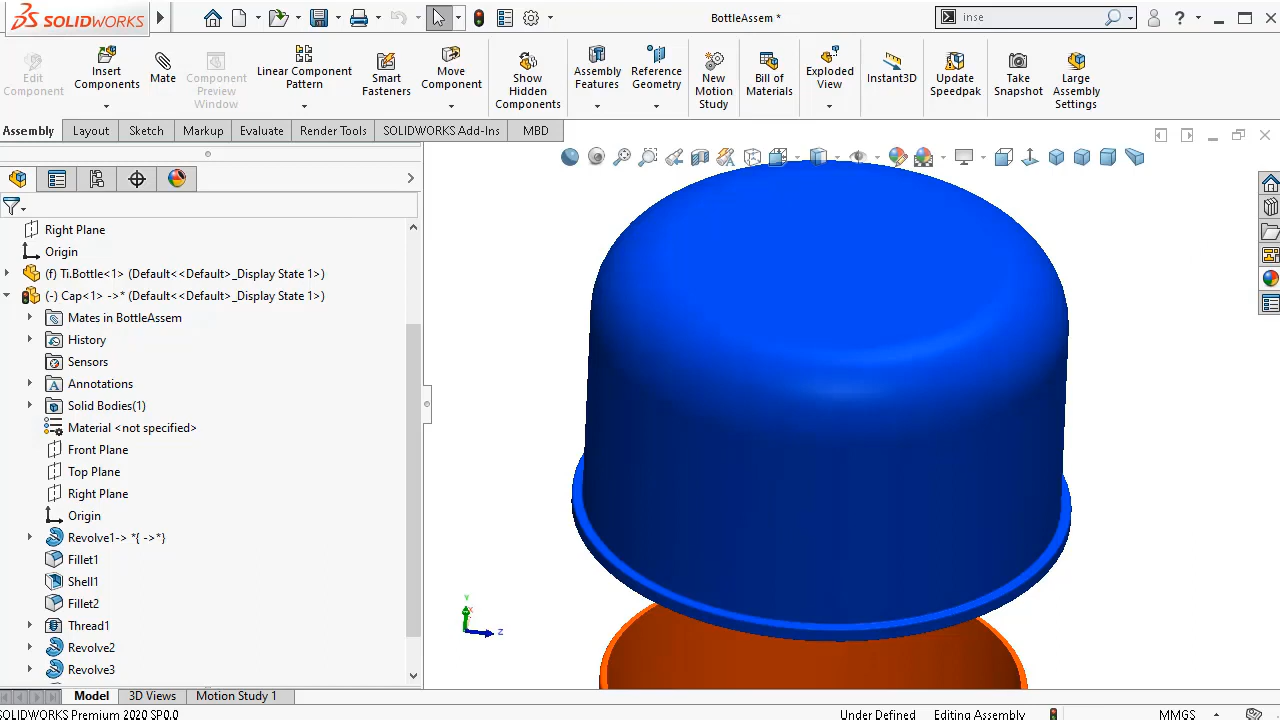 SOLIDWORKS
BottleAssem *
inse
Edit Component
Insert Components
Mate
Component Preview Window
Linear Component Pattern
Smart Fasteners
Move Component
Show Hidden Components
Assembly Features
Reference Geometry
New Motion Study
Bill of Materials
Exploded View
Instant3D
Update Speedpak
Take Snapshot
Large Assembly Settings
Assembly Layout Sketch Markup Evaluate Render Tools SOLIDWORKS Add-Ins MBD
Right Plane
Origin
(f) Ti.Bottle<1> (Default<<Default>_Display State 1>)
(-) Cap<1> ->* (Default<<Default>_Display State 1>)
Mates in BottleAssem
History
Sensors
Annotations
Solid Bodies(1)
Material <not specified>
Front Plane
Top Plane
Right Plane
Origin
Revolve1-> *{ ->*}
Fillet1
Shell1
Fillet2
Thread1
Revolve2
Revolve3
Y
X
Z
Model 3D Views Motion Study 1
SOLIDWORKS Premium 2020 SP0.0
Under Defined Editing Assembly MMGS